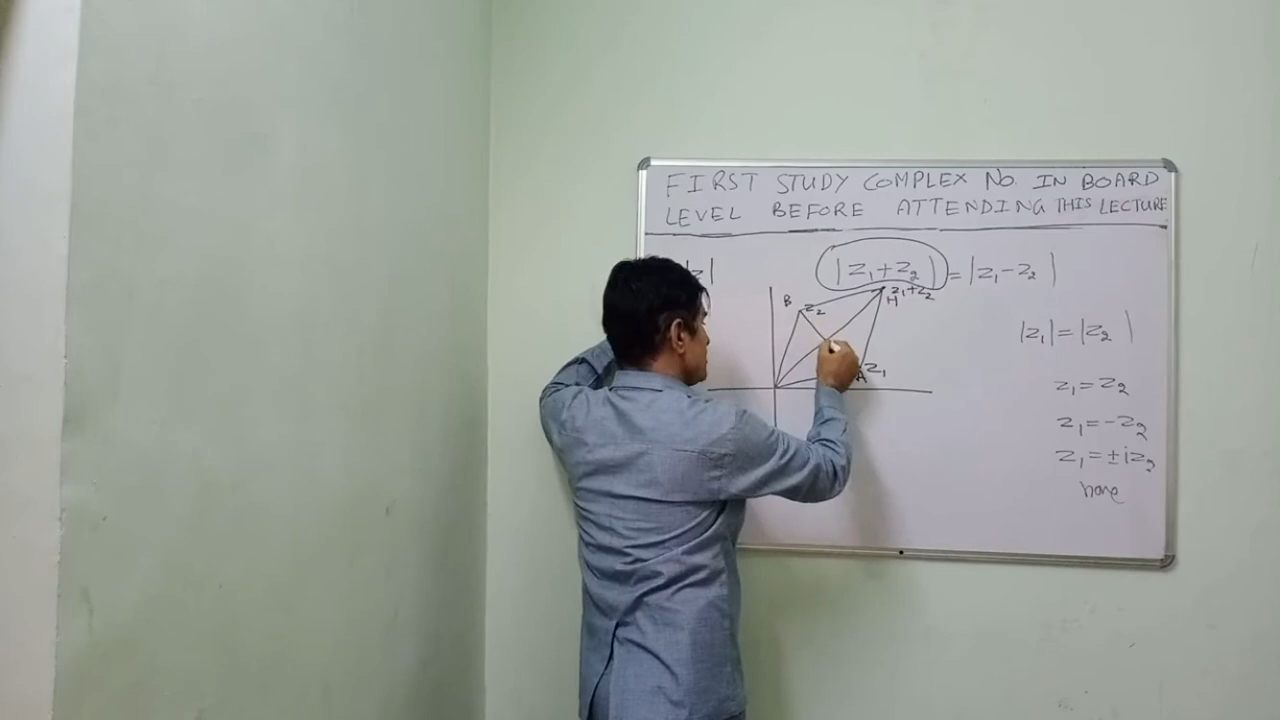 FIRST STUDY COMPLEX NO. IN BOARD
LEVEL BEFORE ATTENDING THIS LECTURE
|z₁+z₂| = |z₁-z₂|
B z₂
z₁+z₂
H
A z₁
|z₁| = |z₂|
z₁ = z₂
z₁ = -z₂
z₁ = ±iz₂
none